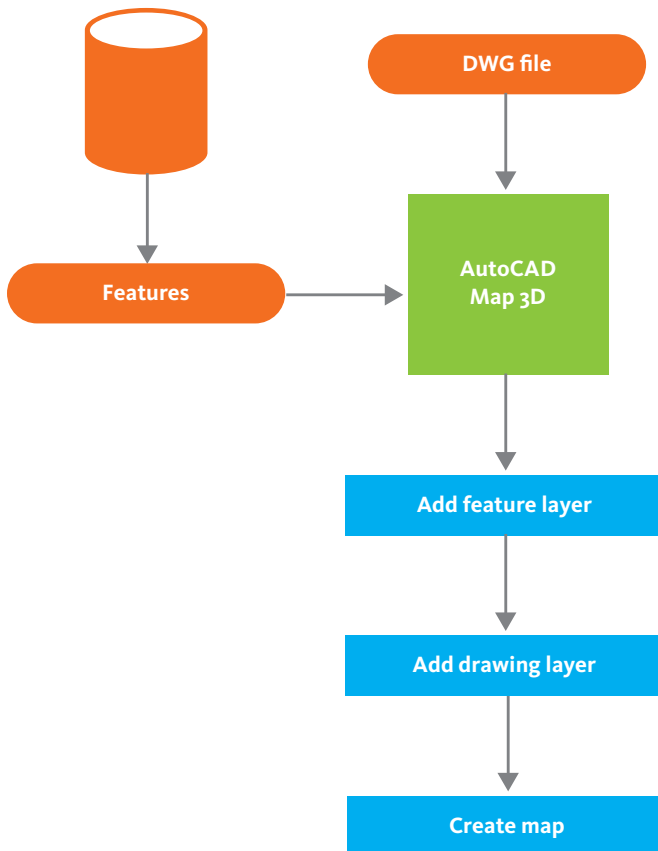 DWG file
Features
AutoCAD
Map 3D
Add feature layer
Add drawing layer
Create map